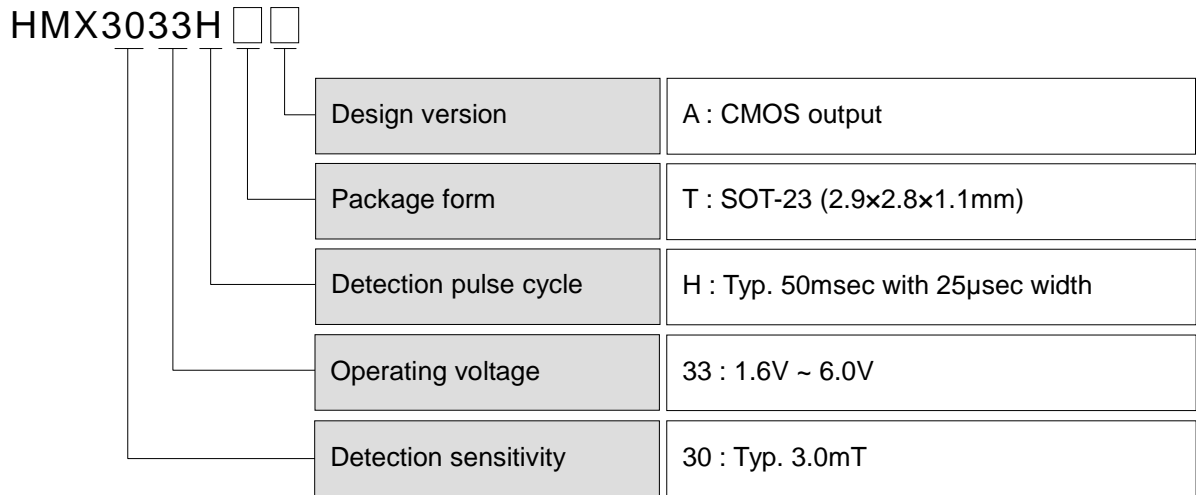 HMX3033H
Design version
A : CMOS output
Package form
T : SOT-23 (2.9×2.8×1.1mm)
Detection pulse cycle
H : Typ. 50msec with 25μsec width
Operating voltage
33 : 1.6V ~ 6.0V
Detection sensitivity
30 : Typ. 3.0mT